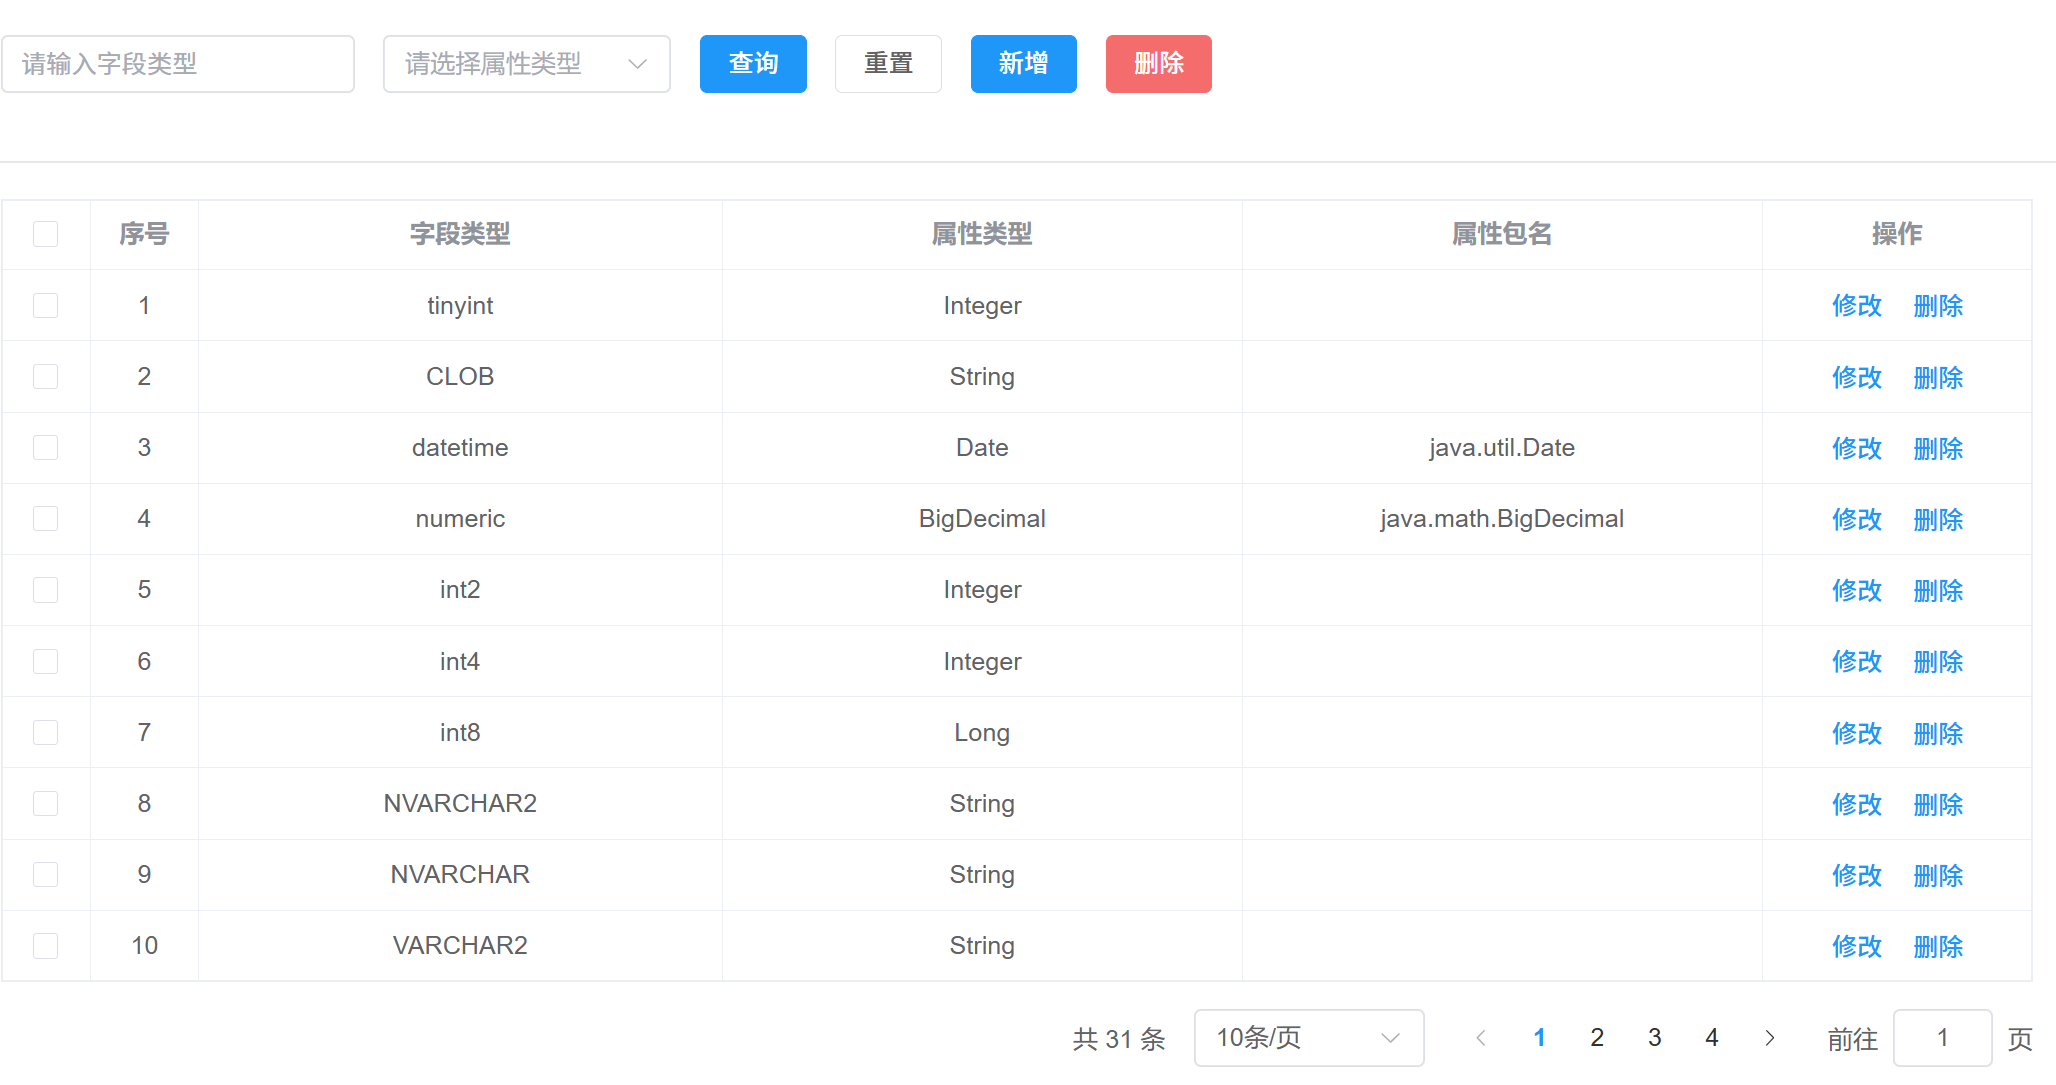 请输入字段类型 请选择属性类型 查询 重置 新增 删除
序号 字段类型 属性类型 属性包名 操作
1 tinyint Integer 修改 删除
2 CLOB String 修改 删除
3 datetime Date java.util.Date 修改 删除
4 numeric BigDecimal java.math.BigDecimal 修改 删除
5 int2 Integer 修改 删除
6 int4 Integer 修改 删除
7 int8 Long 修改 删除
8 NVARCHAR2 String 修改 删除
9 NVARCHAR String 修改 删除
10 VARCHAR2 String 修改 删除
共 31 条 10条/页 1 2 3 4 前往 1 页